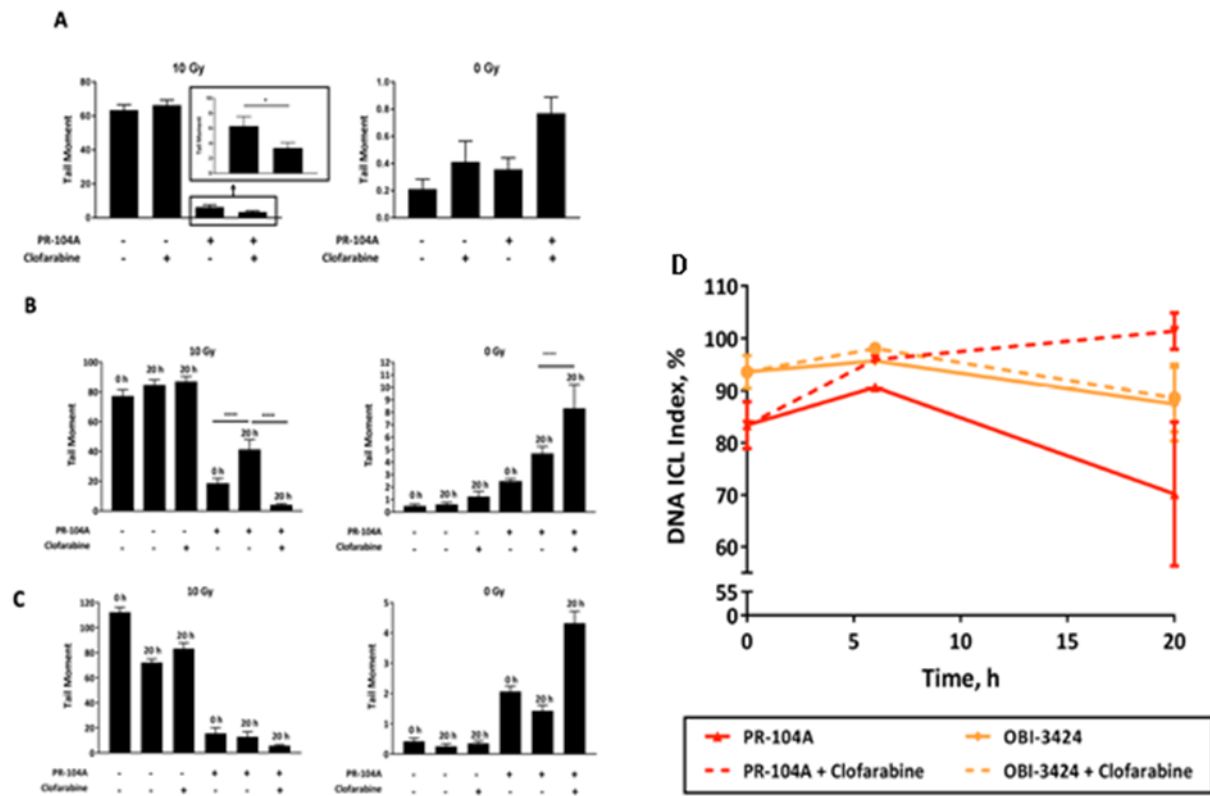 A
10 Gy
80
60
40
20
0
Tail Moment
Tail Moment
*
PR-104A - - + +
Clofarabine - + - +
0 Gy
1.0
0.8
0.6
0.4
0.2
0.0
Tail Moment
PR-104A - - + +
Clofarabine - + - +
B
10 Gy
100
80
60
40
20
0
Tail Moment
0 h 20 h 20 h 0 h 20 h 20 h
PR-104A - - - + + +
Clofarabine - - + - - +
0 Gy
12
11
10
9
8
7
6
5
4
3
2
1
0
Tail Moment
0 h 20 h 20 h 0 h 20 h 20 h
PR-104A - - - + + +
Clofarabine - - + - - +
C
10 Gy
120
100
80
60
40
20
0
Tail Moment
0 h 20 h 20 h 0 h 20 h 20 h
PR-104A - - - + + +
Clofarabine - - + - - +
0 Gy
5
4
3
2
1
0
Tail Moment
0 h 20 h 20 h 0 h 20 h 20 h
PR-104A - - - + + +
Clofarabine - - + - - +
D
110
100
90
80
70
60
55
0
DNA ICL Index, %
0 5 10 15 20
Time, h
PR-104A
OBI-3424
PR-104A + Clofarabine
OBI-3424 + Clofarabine